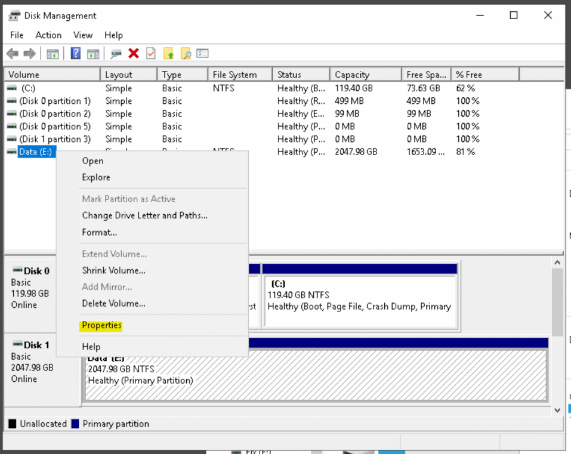 Disk Management
File Action View Help
Volume Layout Type File System Status Capacity Free Spa... % Free
(C:) Simple Basic NTFS Healthy (B... 119.40 GB 73.63 GB 62 %
(Disk 0 partition 1) Simple Basic Healthy (R... 499 MB 499 MB 100 %
(Disk 0 partition 2) Simple Basic Healthy (E... 99 MB 99 MB 100 %
(Disk 0 partition 5) Simple Basic Healthy (P... 0 MB 0 MB 100 %
(Disk 1 partition 3) Simple Basic Healthy (P... 0 MB 0 MB 100 %
Data (E:) Healthy (P... 2047.98 GB 1653.09 ... 81 %
Open
Explore
Mark Partition as Active
Change Drive Letter and Paths...
Format...
Extend Volume...
Shrink Volume...
Add Mirror...
Delete Volume...
Properties
Help
Disk 0
Basic
119.98 GB
Online
(C:)
119.40 GB NTFS
Healthy (Boot, Page File, Crash Dump, Primary
Disk 1
Basic
2047.98 GB
Online
Data (E:)
2047.98 GB NTFS
Healthy (Primary Partition)
Unallocated Primary partition